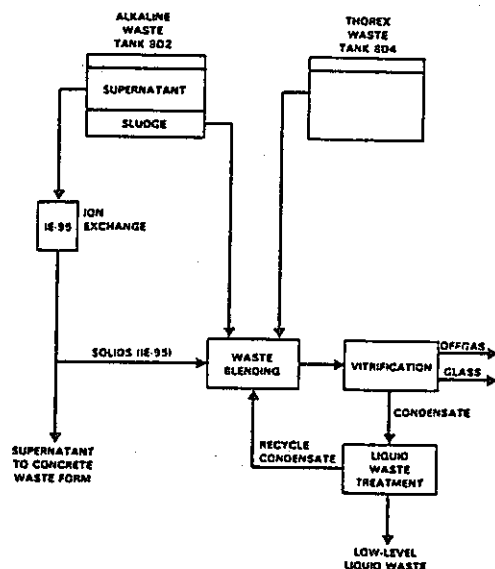 ALKALINE
WASTE
TANK 8D2
THOREX
WASTE
TANK 8D4
SUPERNATANT
SLUDGE
IE-95
ION
EXCHANGE
SOLIDS (IE-95)
WASTE
BLENDING
VITRIFICATION
OFFGAS
GLASS
CONDENSATE
RECYCLE
CONDENSATE
LIQUID
WASTE
TREATMENT
SUPERNATANT
TO CONCRETE
WASTE FORM
LOW-LEVEL
LIQUID WASTE